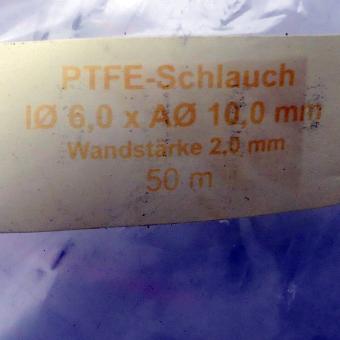 PTFE-Schlauch
IØ 6,0 x AØ 10,0 mm
Wandstärke 2,0 mm
50 m